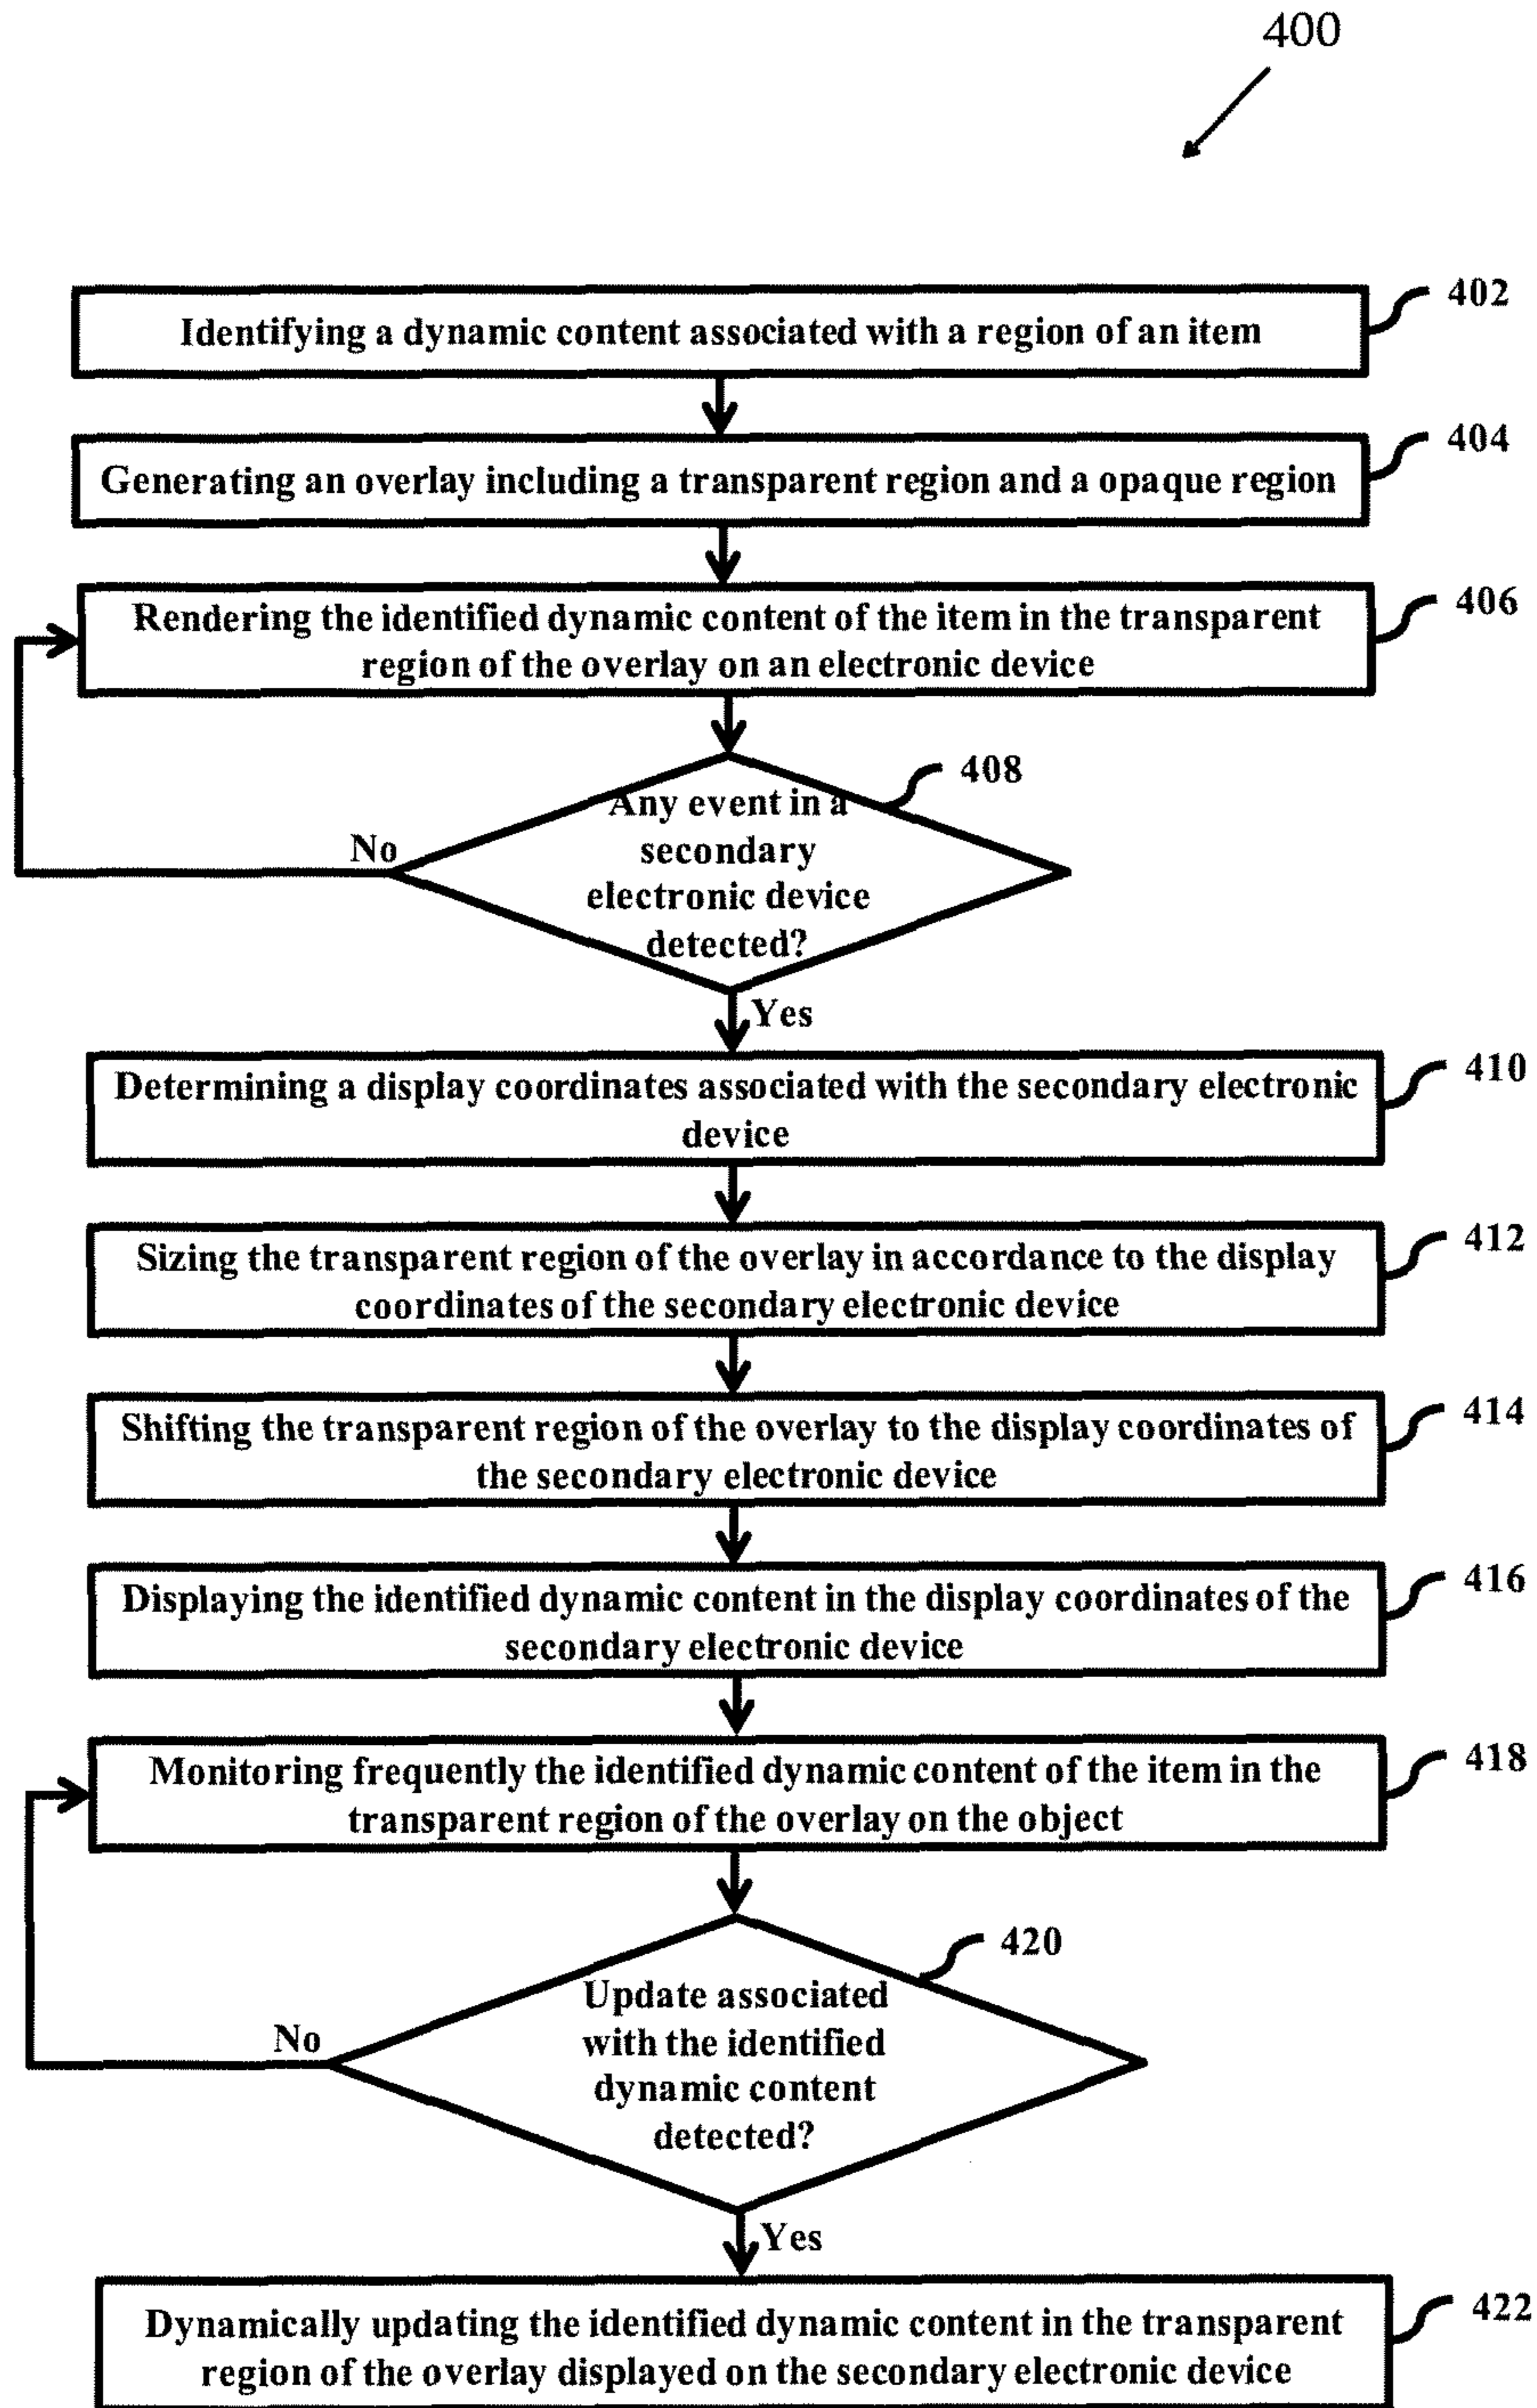 400
Identifying a dynamic content associated with a region of an item
402
Generating an overlay including a transparent region and a opaque region
404
Rendering the identified dynamic content of the item in the transparent
region of the overlay on an electronic device
406
408
Any event in a
secondary
electronic device
detected?
No
Yes
Determining a display coordinates associated with the secondary electronic
device
410
Sizing the transparent region of the overlay in accordance to the display
coordinates of the secondary electronic device
412
Shifting the transparent region of the overlay to the display coordinates of
the secondary electronic device
414
Displaying the identified dynamic content in the display coordinates of the
secondary electronic device
416
Monitoring frequently the identified dynamic content of the item in the
transparent region of the overlay on the object
418
420
Update associated
with the identified
dynamic content
detected?
No
Yes
Dynamically updating the identified dynamic content in the transparent
region of the overlay displayed on the secondary electronic device
422